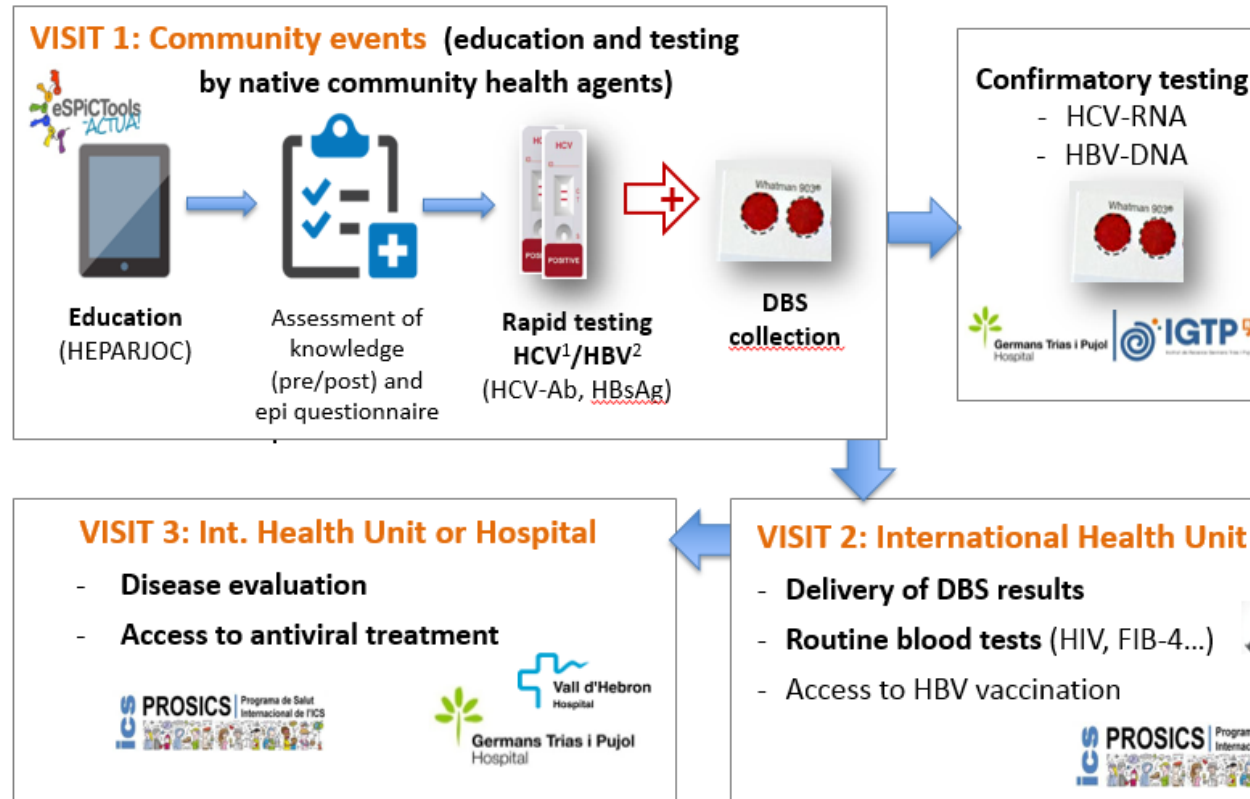 VISIT 1: Community events (education and testing
by native community health agents)
eSPiCTools
ACTUA!
HCV
POSITIVE
Whatman 903®
Education
(HEPARJOC)
Assessment of
knowledge
(pre/post) and
epi questionnaire
Rapid testing
HCV¹/HBV²
(HCV-Ab, HBsAg)
DBS
collection
Confirmatory testing
- HCV-RNA
- HBV-DNA
Whatman 903®
Germans Trias i Pujol
Hospital
IGTP
VISIT 3: Int. Health Unit or Hospital
- Disease evaluation
- Access to antiviral treatment
ics PROSICS Programa de Salut
Internacional de l'ICS
Vall d'Hebron
Hospital
Germans Trias i Pujol
Hospital
VISIT 2: International Health Unit
- Delivery of DBS results
- Routine blood tests (HIV, FIB-4...)
- Access to HBV vaccination
ics PROSICS